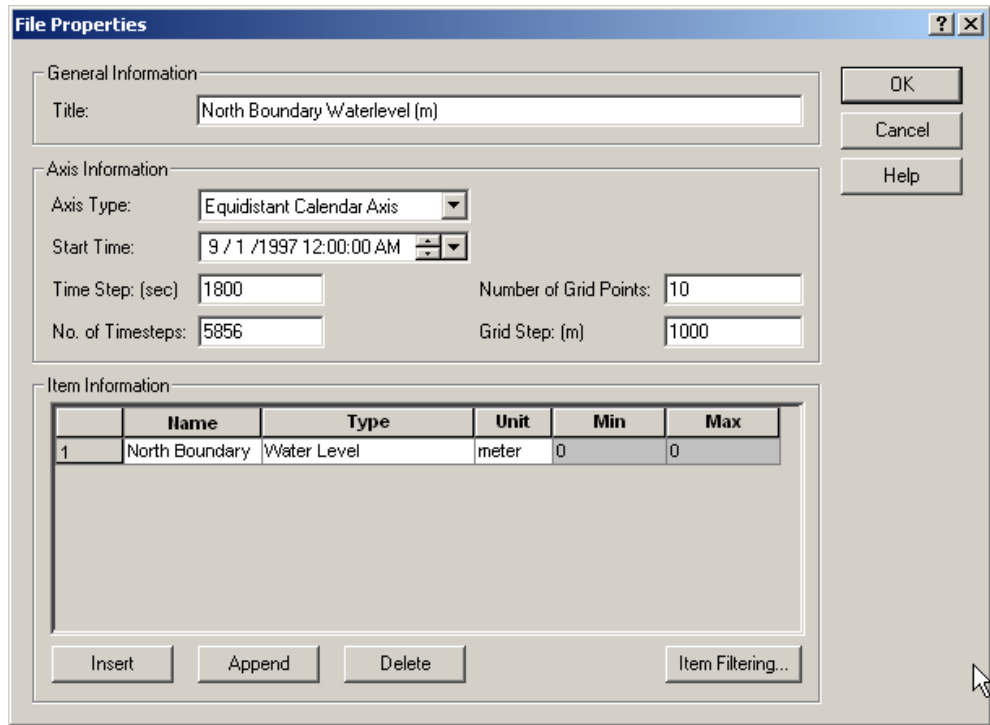 File Properties
General Information
Title: North Boundary Waterlevel (m)
OK
Cancel
Help
Axis Information
Axis Type: Equidistant Calendar Axis
Start Time: 9 / 1 /1997 12:00:00 AM
Time Step: (sec) 1800 Number of Grid Points: 10
No. of Timesteps: 5856 Grid Step: (m) 1000
Item Information
Name Type Unit Min Max
1 North Boundary Water Level meter 0 0
Insert Append Delete Item Filtering...